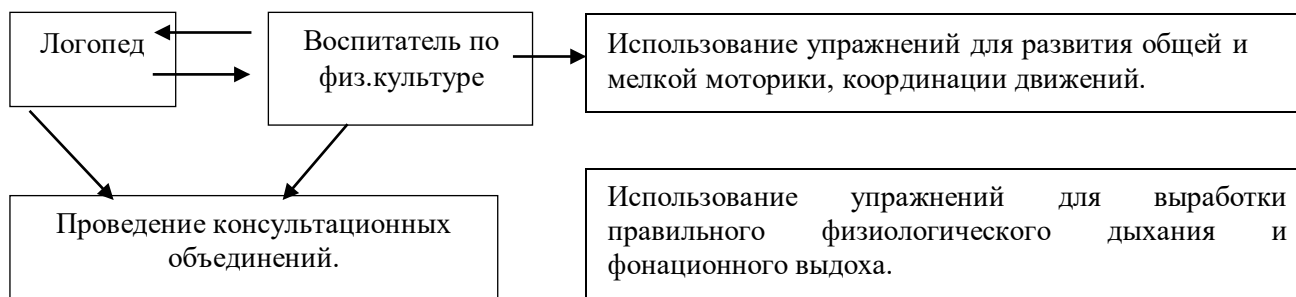 Логопед
Воспитатель по
физ.культуре
Использование упражнений для развития общей и
мелкой моторики, координации движений.
Проведение консультационных
объединений.
Использование упражнений для выработки
правильного физиологического дыхания и
фонационного выдоха.